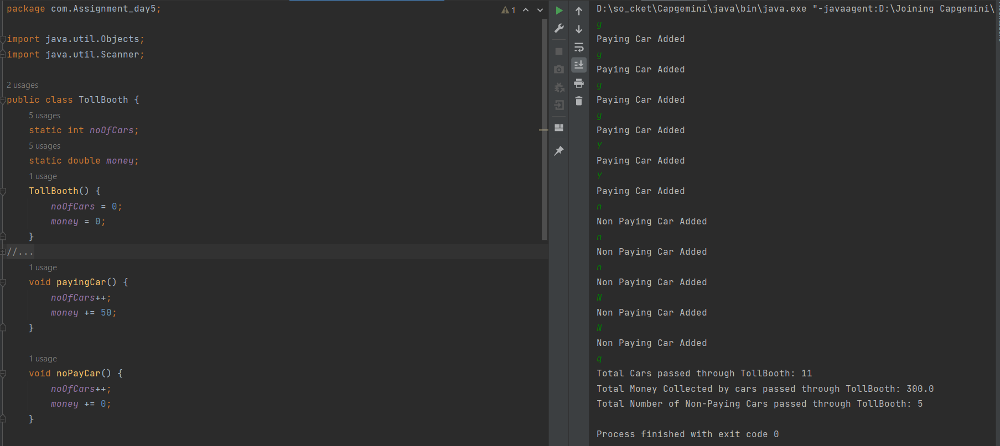 package com.Assignment_day5;
import java.util.Objects;
import java.util.Scanner;
2 usages
public class TollBooth {
5 usages
static int noOfCars;
5 usages
static double money;
1 usage
TollBooth() {
noOfCars = 0;
money = 0;
}
//...
1 usage
void payingCar() {
noOfCars++;
money += 50;
}
1 usage
void noPayCar() {
noOfCars++;
money += 0;
}
1
D:\so_cket\Capgemini\java\bin\java.exe "-javaagent:D:\Joining Capgemini\
y
Paying Car Added
y
Paying Car Added
y
Paying Car Added
y
Paying Car Added
Y
Paying Car Added
Y
Paying Car Added
n
Non Paying Car Added
n
Non Paying Car Added
n
Non Paying Car Added
N
Non Paying Car Added
N
Non Paying Car Added
q
Total Cars passed through TollBooth: 11
Total Money Collected by cars passed through TollBooth: 300.0
Total Number of Non-Paying Cars passed through TollBooth: 5
Process finished with exit code 0